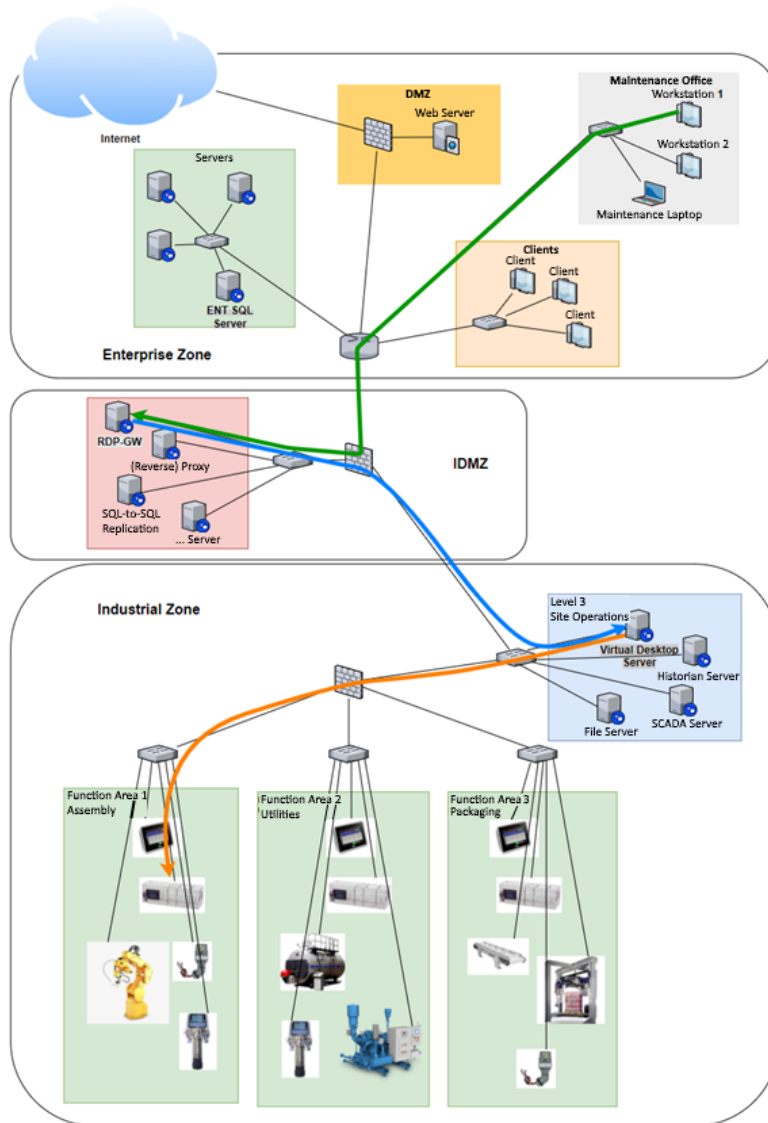 Internet
DMZ
Web Server
Maintenance Office
Workstation 1
Workstation 2
Maintenance Laptop
Servers
ENT SQL
Server
Clients
Client
Client
Client
Enterprise Zone
RDP-GW
(Reverse) Proxy
SQL-to-SQL
Replication
... Server
IDMZ
Industrial Zone
Level 3
Site Operations
Virtual Desktop
Server
Historian Server
SCADA Server
File Server
Function Area 1
Assembly
Function Area 2
Utilities
Function Area 3
Packaging